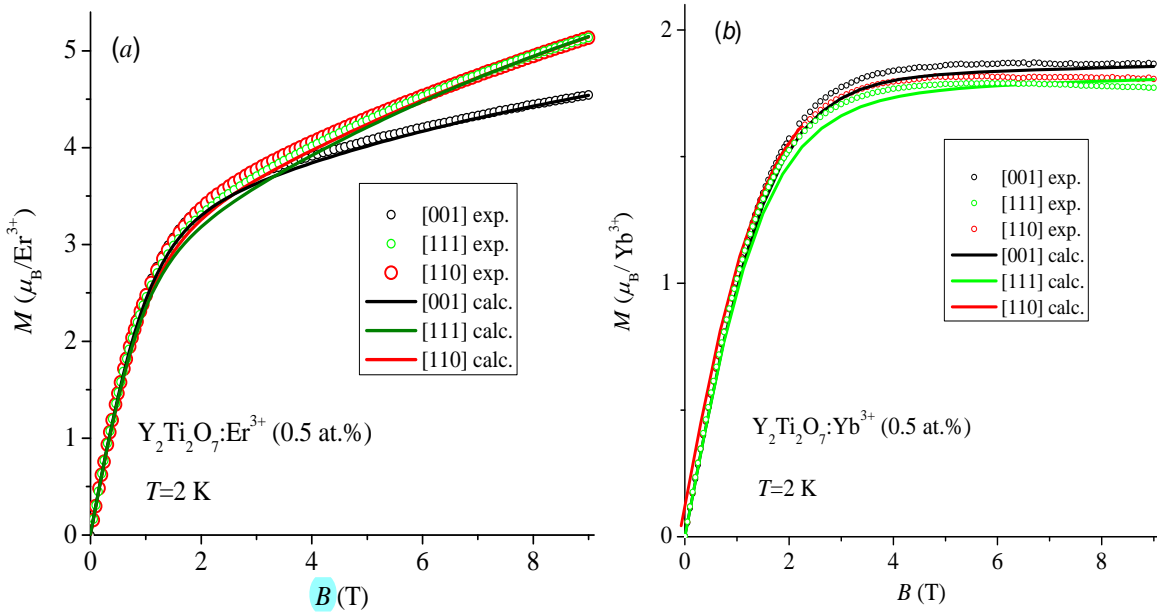 (a)
5
4
3
2
1
0
M (μ_B/Er³⁺)
[001] exp.
[111] exp.
[110] exp.
[001] calc.
[111] calc.
[110] calc.
Y₂Ti₂O₇:Er³⁺ (0.5 at.%)
T=2 K
0 2 4 6 8
B (T)
(b)
2
1
0
M (μ_B/ Yb³⁺)
[001] exp.
[111] exp.
[110] exp.
[001] calc.
[111] calc.
[110] calc.
Y₂Ti₂O₇:Yb³⁺ (0.5 at.%)
T=2 K
0 2 4 6 8
B (T)